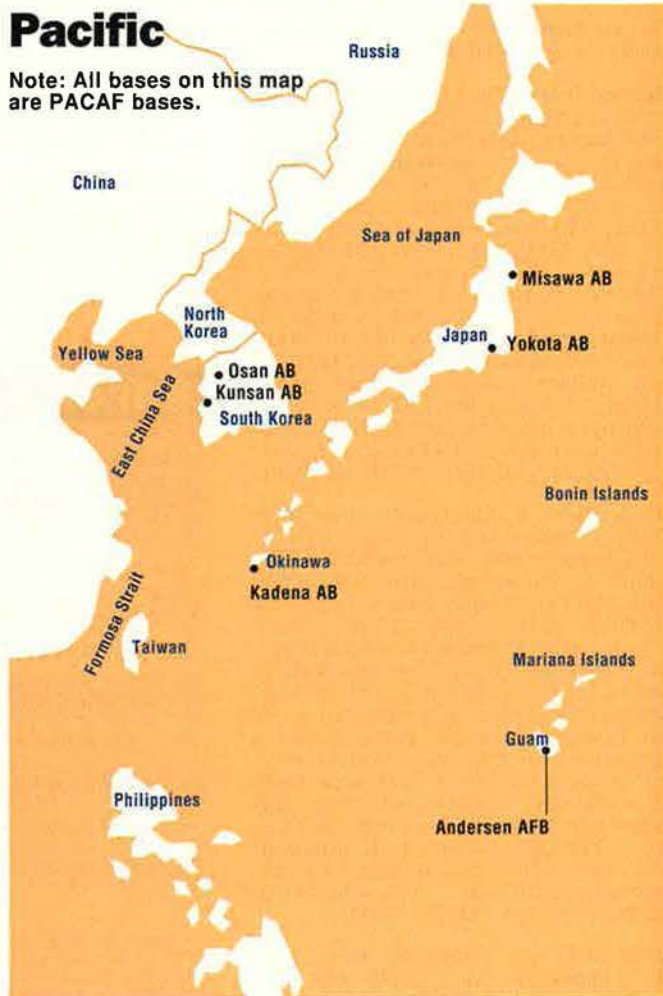 Pacific
Note: All bases on this map
are PACAF bases.
Russia
China
Sea of Japan
Misawa AB
North
Korea
Japan
Yokota AB
Yellow Sea
Osan AB
Kunsan AB
South Korea
East China Sea
Bonin Islands
Okinawa
Kadena AB
Formosa Strait
Taiwan
Mariana Islands
Guam
Philippines
Andersen AFB